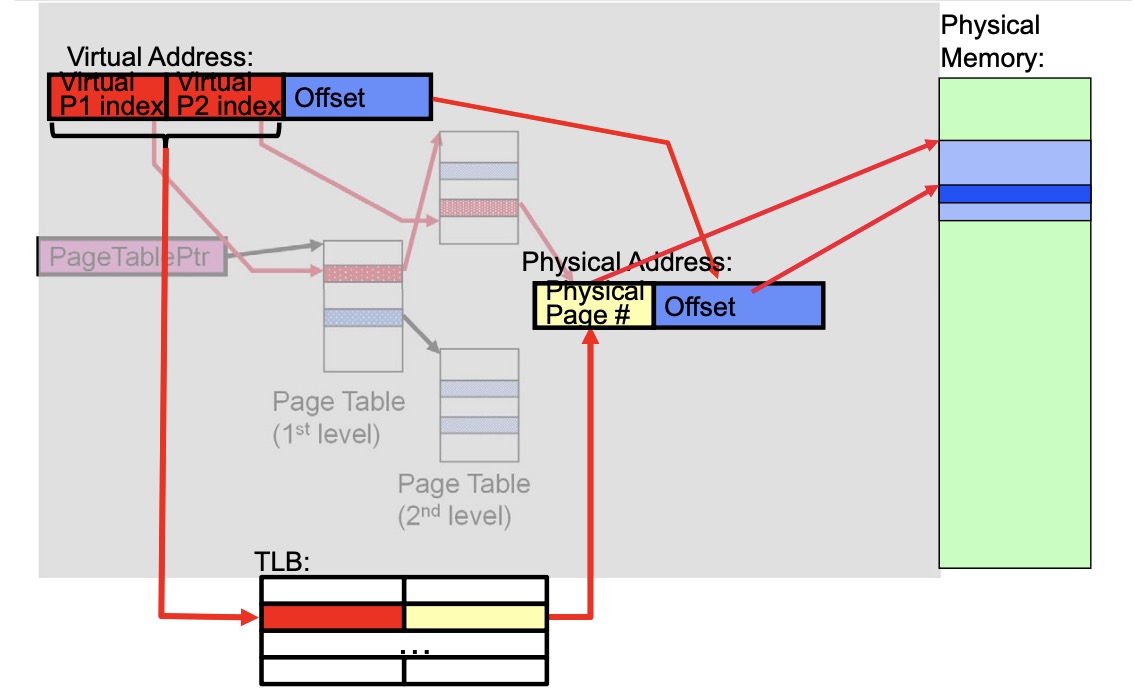 Physical
Memory:
Virtual Address:
Virtual
P1 index
Virtual
P2 index
Offset
PageTablePtr
Physical Address:
Physical
Page #
Offset
Page Table
(1st level)
Page Table
(2nd level)
TLB:
...